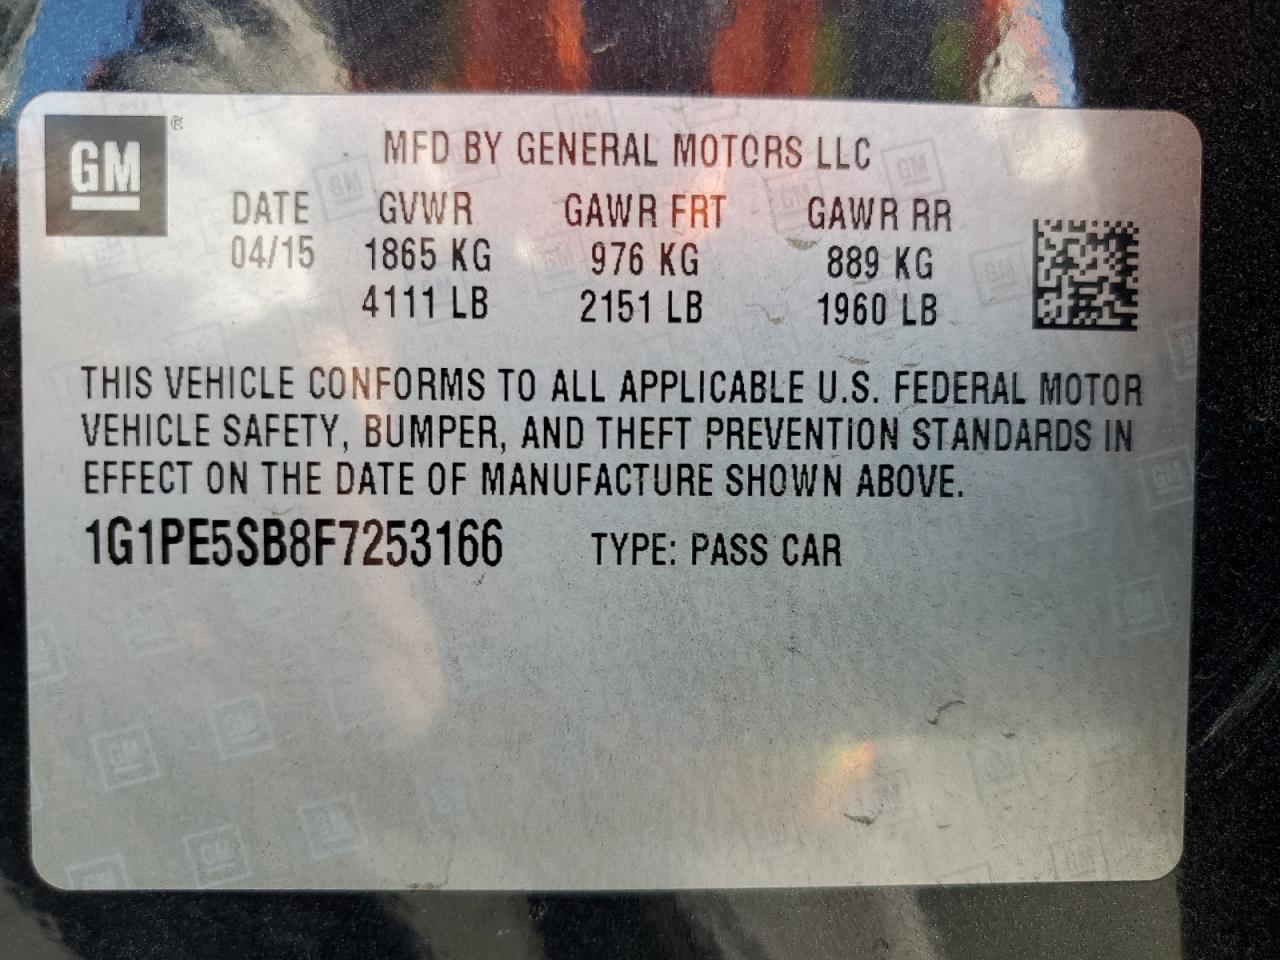 GM®
MFD BY GENERAL MOTORS LLC
DATE GVWR GAWR FRT GAWR RR
04/15 1865 KG 976 KG 889 KG
4111 LB 2151 LB 1960 LB
THIS VEHICLE CONFORMS TO ALL APPLICABLE U.S. FEDERAL MOTOR
VEHICLE SAFETY, BUMPER, AND THEFT PREVENTION STANDARDS IN
EFFECT ON THE DATE OF MANUFACTURE SHOWN ABOVE.
1G1PE5SB8F7253166 TYPE: PASS CAR